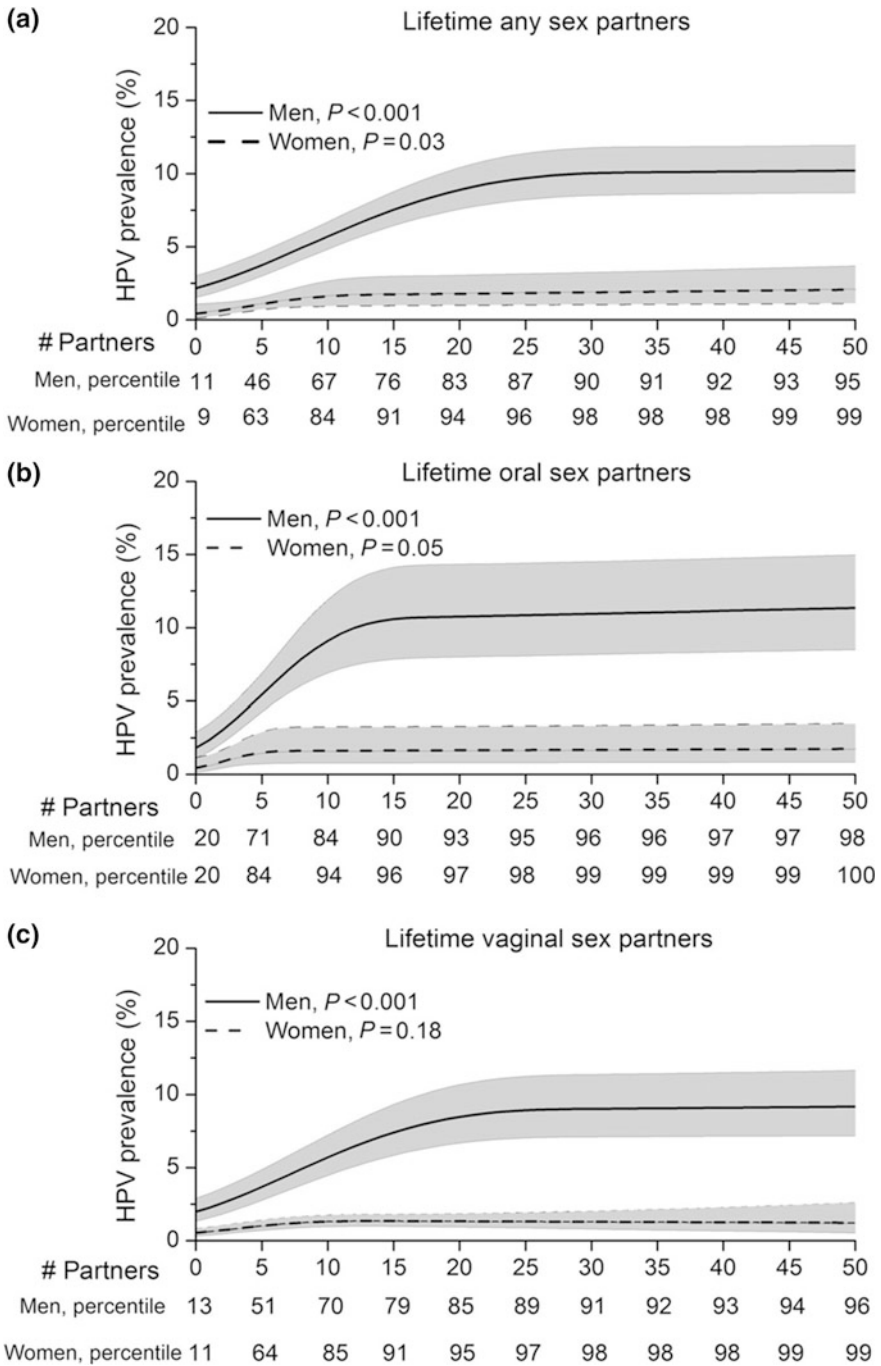 (a)
Lifetime any sex partners
HPV prevalence (%)
20
15
10
5
0
Men, P < 0.001
Women, P = 0.03
# Partners 0 5 10 15 20 25 30 35 40 45 50
Men, percentile 11 46 67 76 83 87 90 91 92 93 95
Women, percentile 9 63 84 91 94 96 98 98 98 99 99
(b)
Lifetime oral sex partners
HPV prevalence (%)
20
15
10
5
0
Men, P < 0.001
Women, P = 0.05
# Partners 0 5 10 15 20 25 30 35 40 45 50
Men, percentile 20 71 84 90 93 95 96 96 97 97 98
Women, percentile 20 84 94 96 97 98 99 99 99 99 100
(c)
Lifetime vaginal sex partners
HPV prevalence (%)
20
15
10
5
0
Men, P < 0.001
Women, P = 0.18
# Partners 0 5 10 15 20 25 30 35 40 45 50
Men, percentile 13 51 70 79 85 89 91 92 93 94 96
Women, percentile 11 64 85 91 95 97 98 98 98 99 99